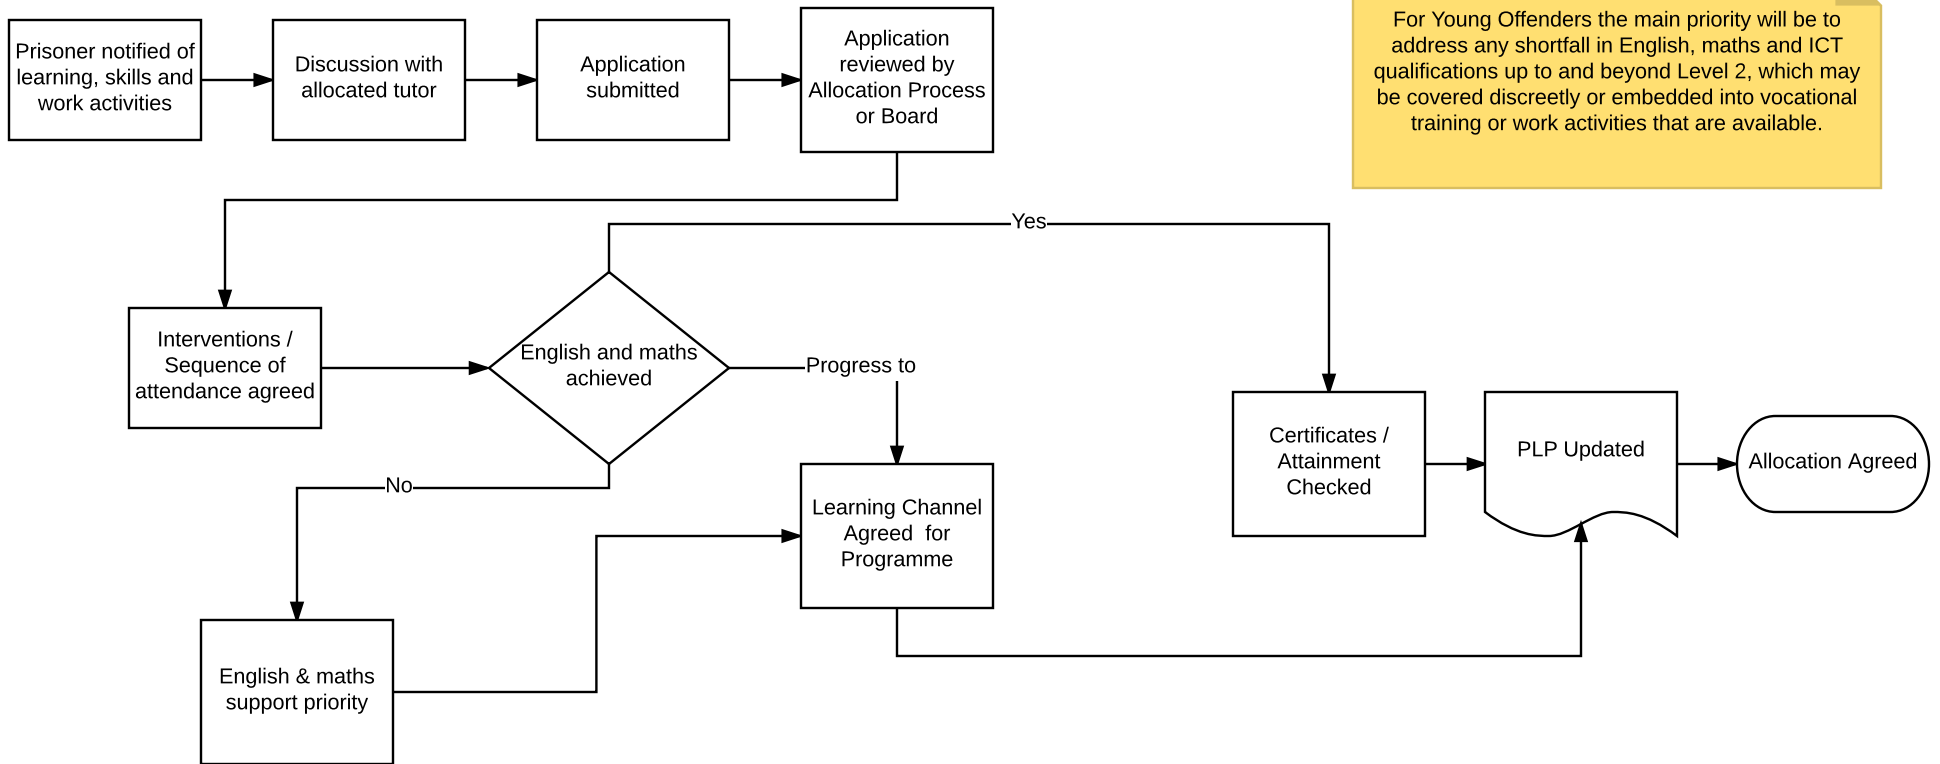 Prisoner notified of
learning, skills and
work activities
Discussion with
allocated tutor
Application
submitted
Application
reviewed by
Allocation Process
or Board
For Young Offenders the main priority will be to
address any shortfall in English, maths and ICT
qualifications up to and beyond Level 2, which may
be covered discreetly or embedded into vocational
training or work activities that are available.
Yes
Interventions /
Sequence of
attendance agreed
English and maths
achieved
Progress to
Certificates /
Attainment
Checked
PLP Updated
Allocation Agreed
No
Learning Channel
Agreed for
Programme
English & maths
support priority